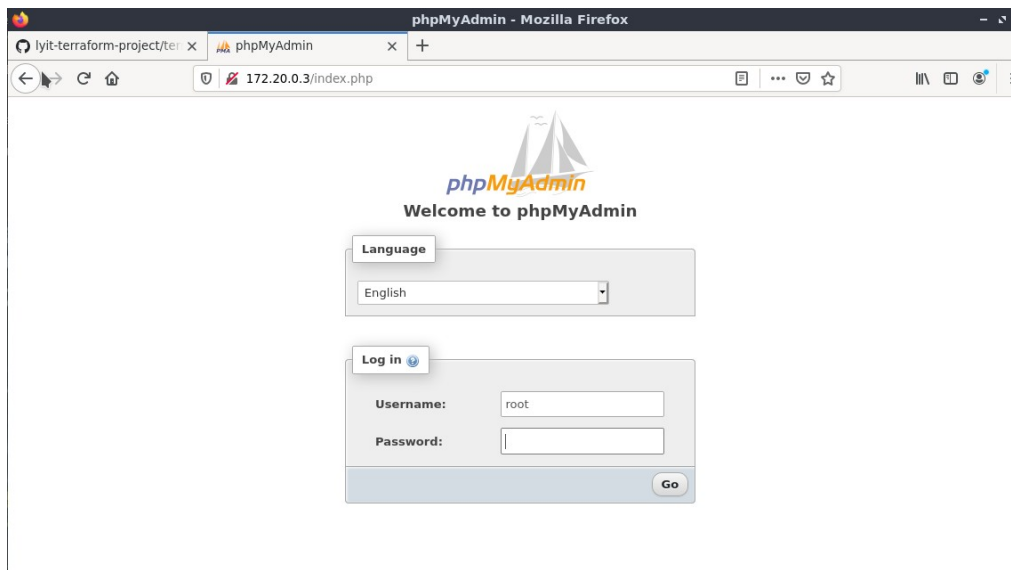 phpMyAdmin - Mozilla Firefox
lyit-terraform-project/ter
phpMyAdmin
172.20.0.3/index.php
phpMyAdmin
Welcome to phpMyAdmin
Language
English
Log in
Username:
root
Password:
Go